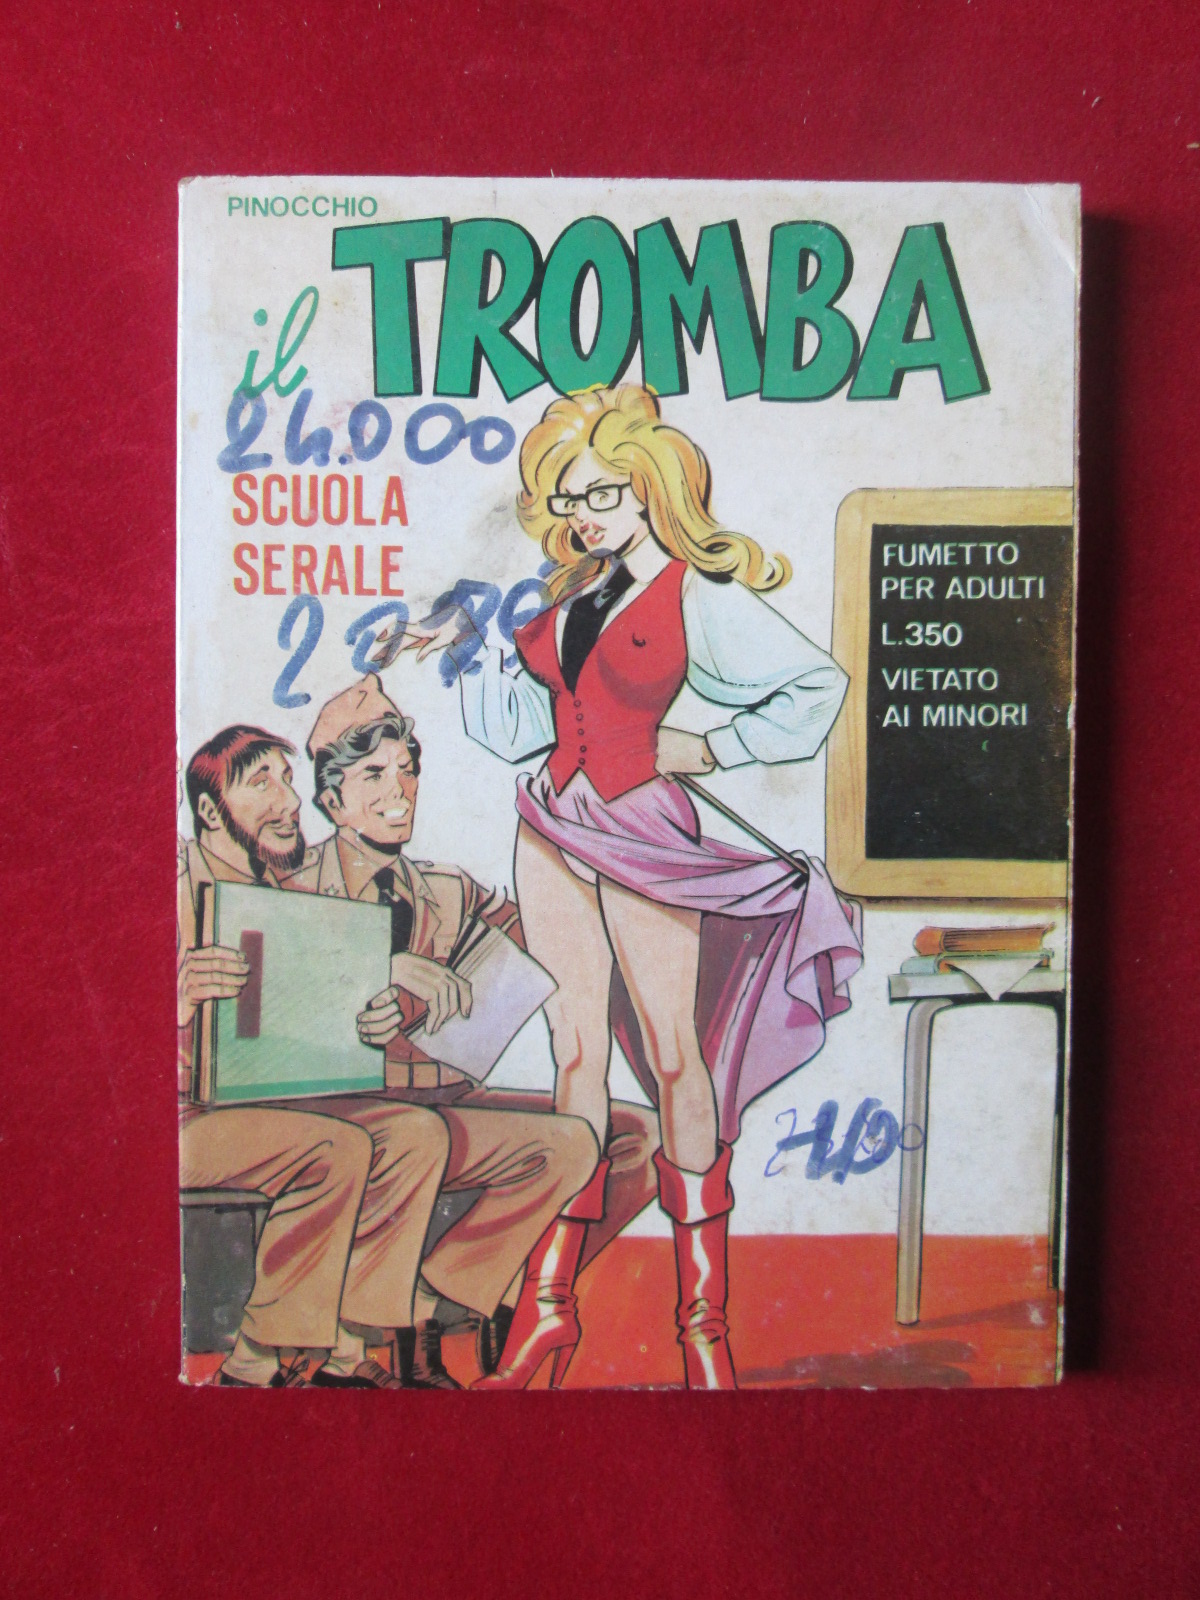 PINOCCHIO
il TROMBA
24.000
SCUOLA
SERALE
FUMETTO
PER ADULTI
L.350
VIETATO
AI MINORI